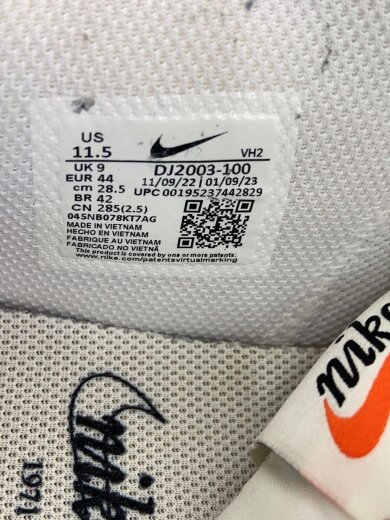 US
11.5
VH2
UK 9
DJ2003-100
EUR 44
11/09/22 | 01/09/23
cm 28.5
UPC 00195237442829
BR 42
CN 285(2.5)
045NB078KT7AG
MADE IN VIETNAM
HECHO EN VIETNAM
FABRIQUE AU VIETNAM
FABRICADO NO VIETNÃ
This product is covered by one or more of
www.nike.com/patentsvirtualmarking
nike
nike
1971